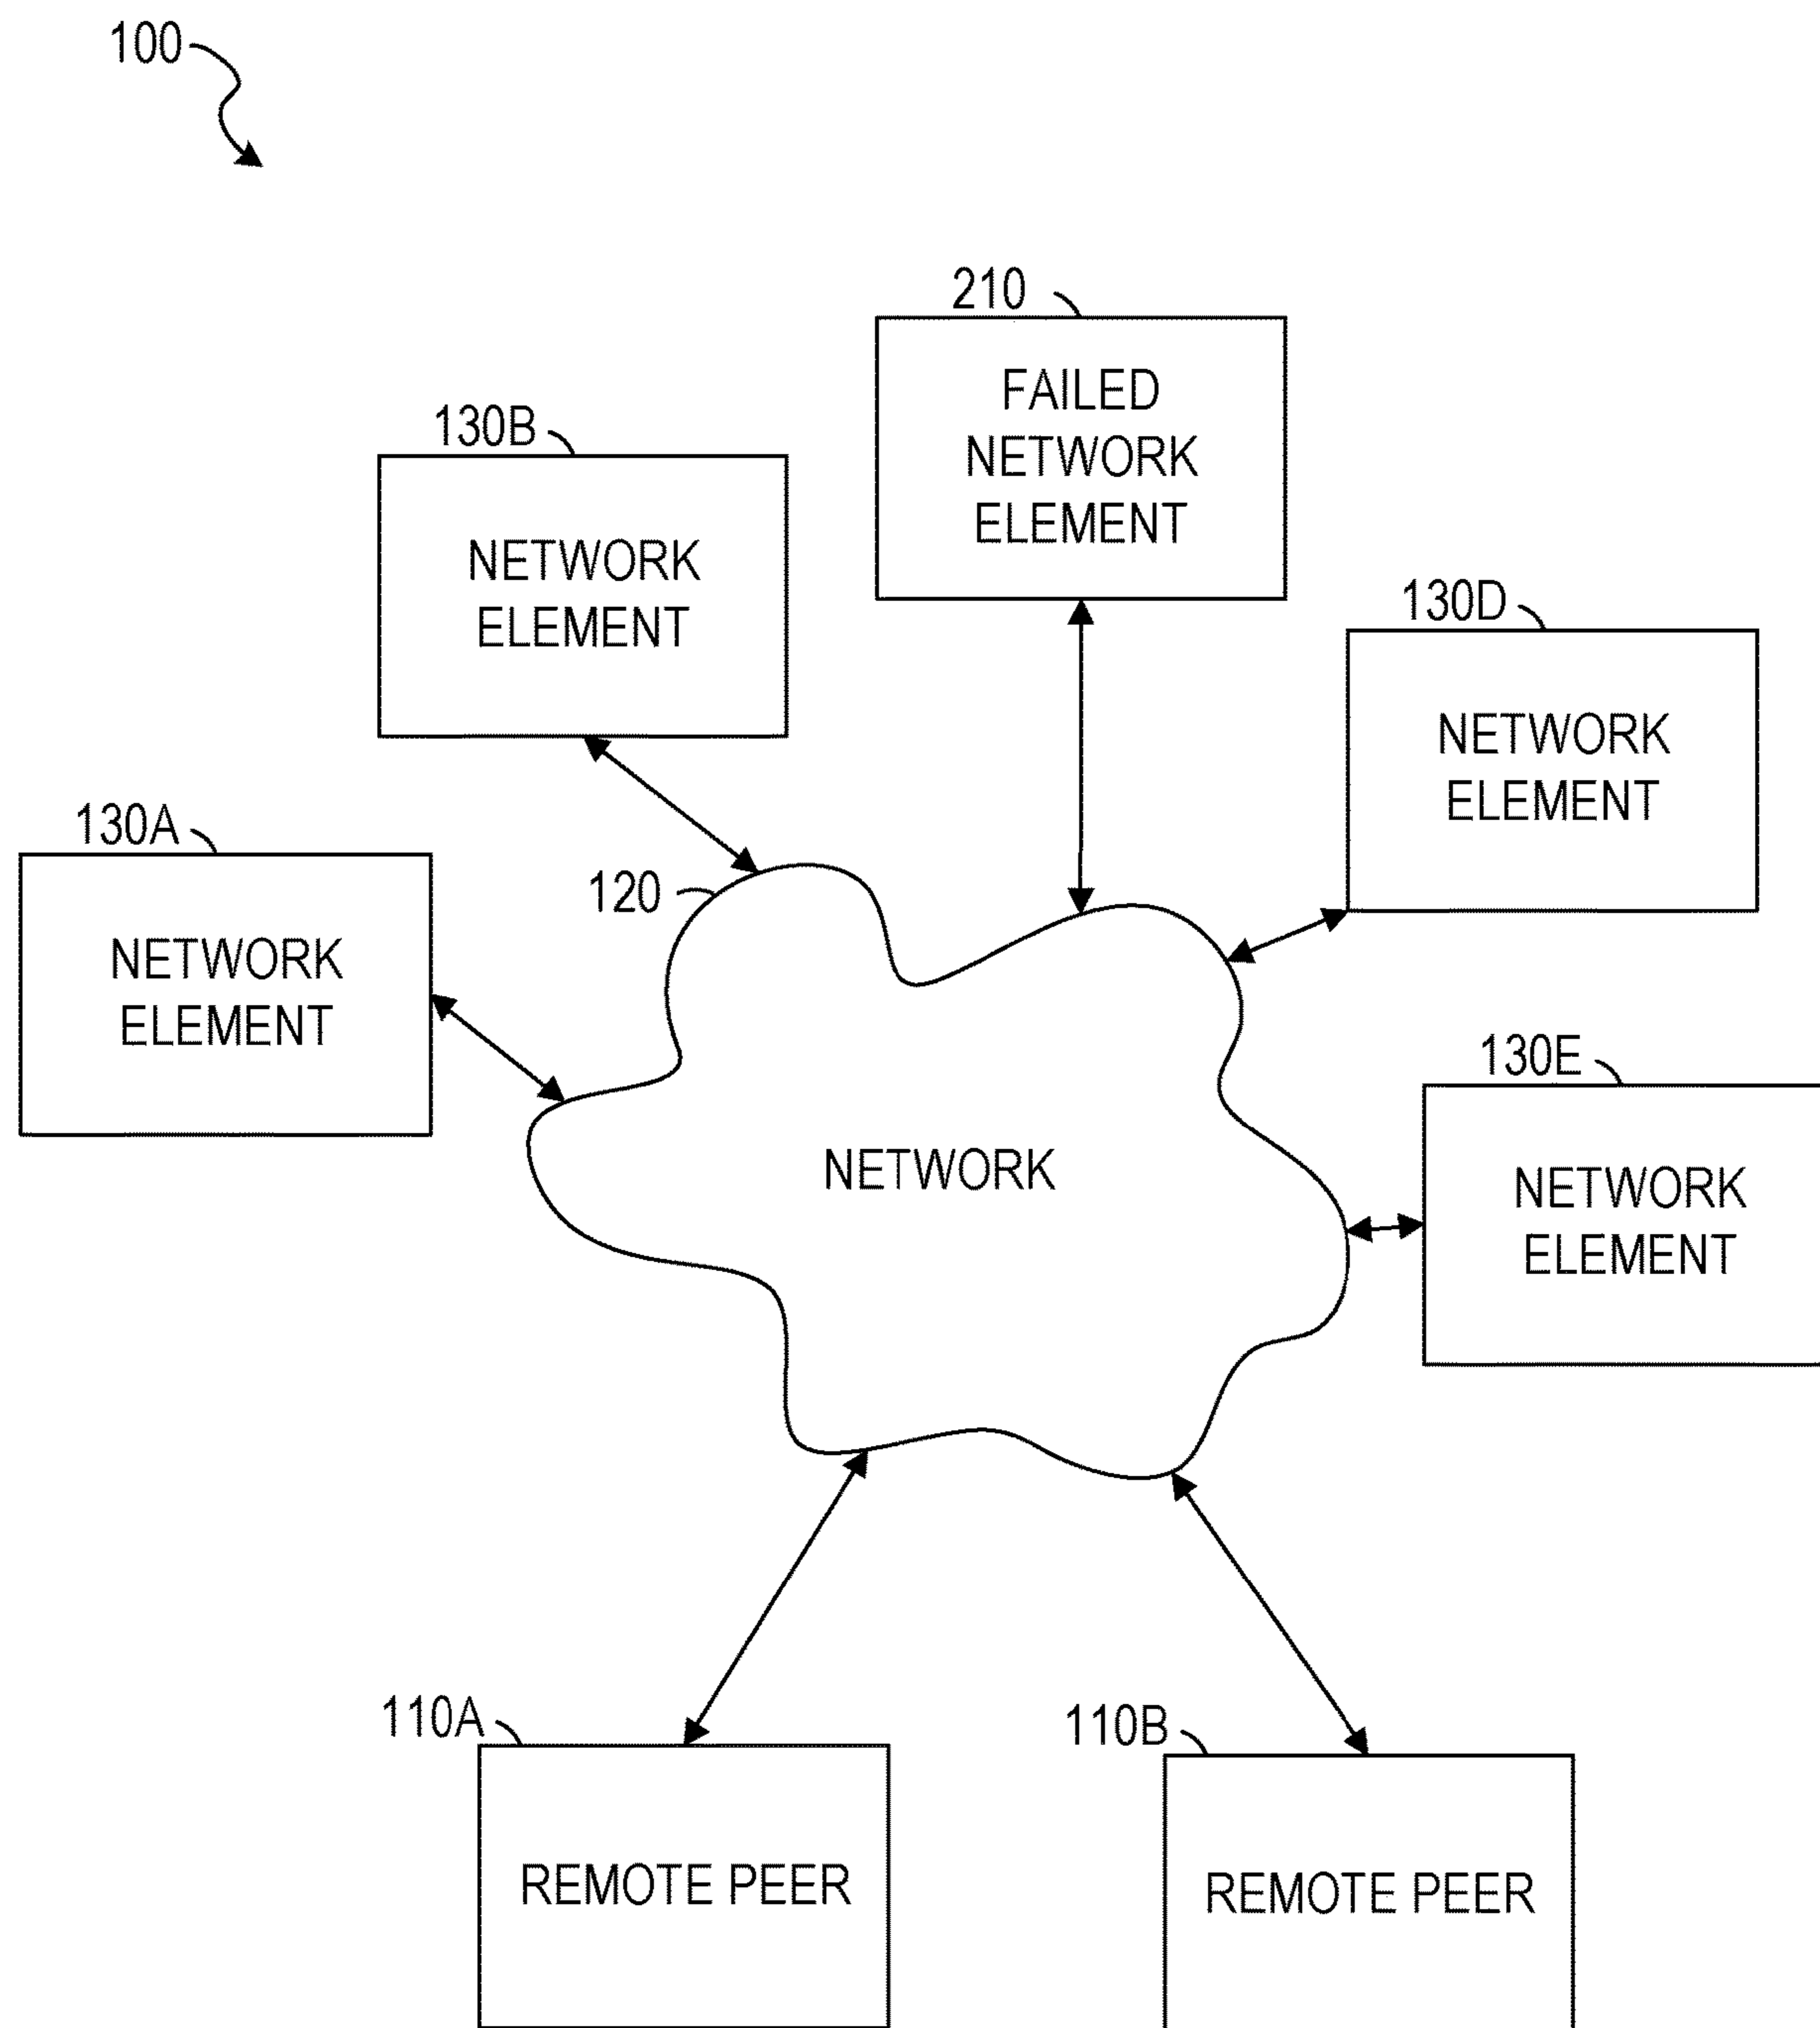 100
210
FAILED
NETWORK
ELEMENT
130B
NETWORK
ELEMENT
130D
NETWORK
ELEMENT
130A
NETWORK
ELEMENT
120
130E
NETWORK
ELEMENT
NETWORK
110A
REMOTE PEER
110B
REMOTE PEER